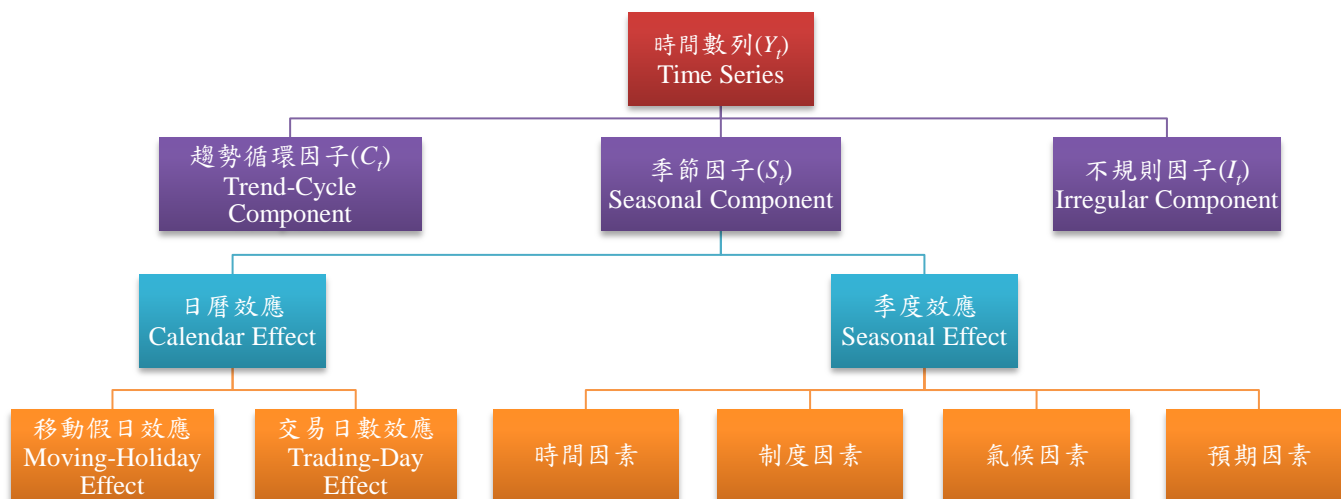 時間數列(Yt)
Time Series
趨勢循環因子(Ct)
Trend-Cycle
Component
季節因子(St)
Seasonal Component
不規則因子(It)
Irregular Component
日曆效應
Calendar Effect
季度效應
Seasonal Effect
移動假日效應
Moving-Holiday
Effect
交易日數效應
Trading-Day
Effect
時間因素
制度因素
氣候因素
預期因素